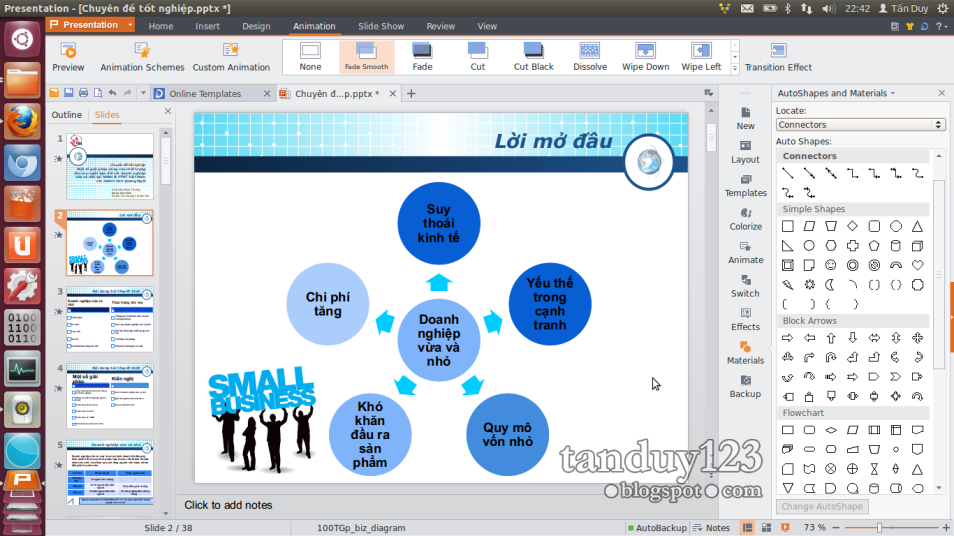 Presentation - [Chuyên đề tốt nghiệp.pptx *]
22:42 Tấn Duy
Presentation Home Insert Design Animation Slide Show Review View
Preview Animation Schemes Custom Animation None Fade Smooth Fade Cut Cut Black Dissolve Wipe Down Wipe Left Transition Effect
Online Templates Chuyên đ...p.pptx *
AutoShapes and Materials
Outline Slides
Locate:
Connectors
Auto Shapes:
Connectors
Simple Shapes
Block Arrows
Flowchart
Change AutoShape
New
Layout
Templates
Colorize
Animate
Switch
Effects
Materials
Backup
1
2
3
4
5
Lời mở đầu
Suy
thoái
kinh tế
Chi phí
tăng
Yếu thế
trong
cạnh
tranh
Doanh
nghiệp
vừa và
nhỏ
Khó
khăn
đầu ra
sản
phẩm
Quy mô
vốn nhỏ
SMALL
BUSINESS
tanduy123
blogspot com
Click to add notes
Slide 2 / 38 100TGp_biz_diagram AutoBackup Notes 73 %